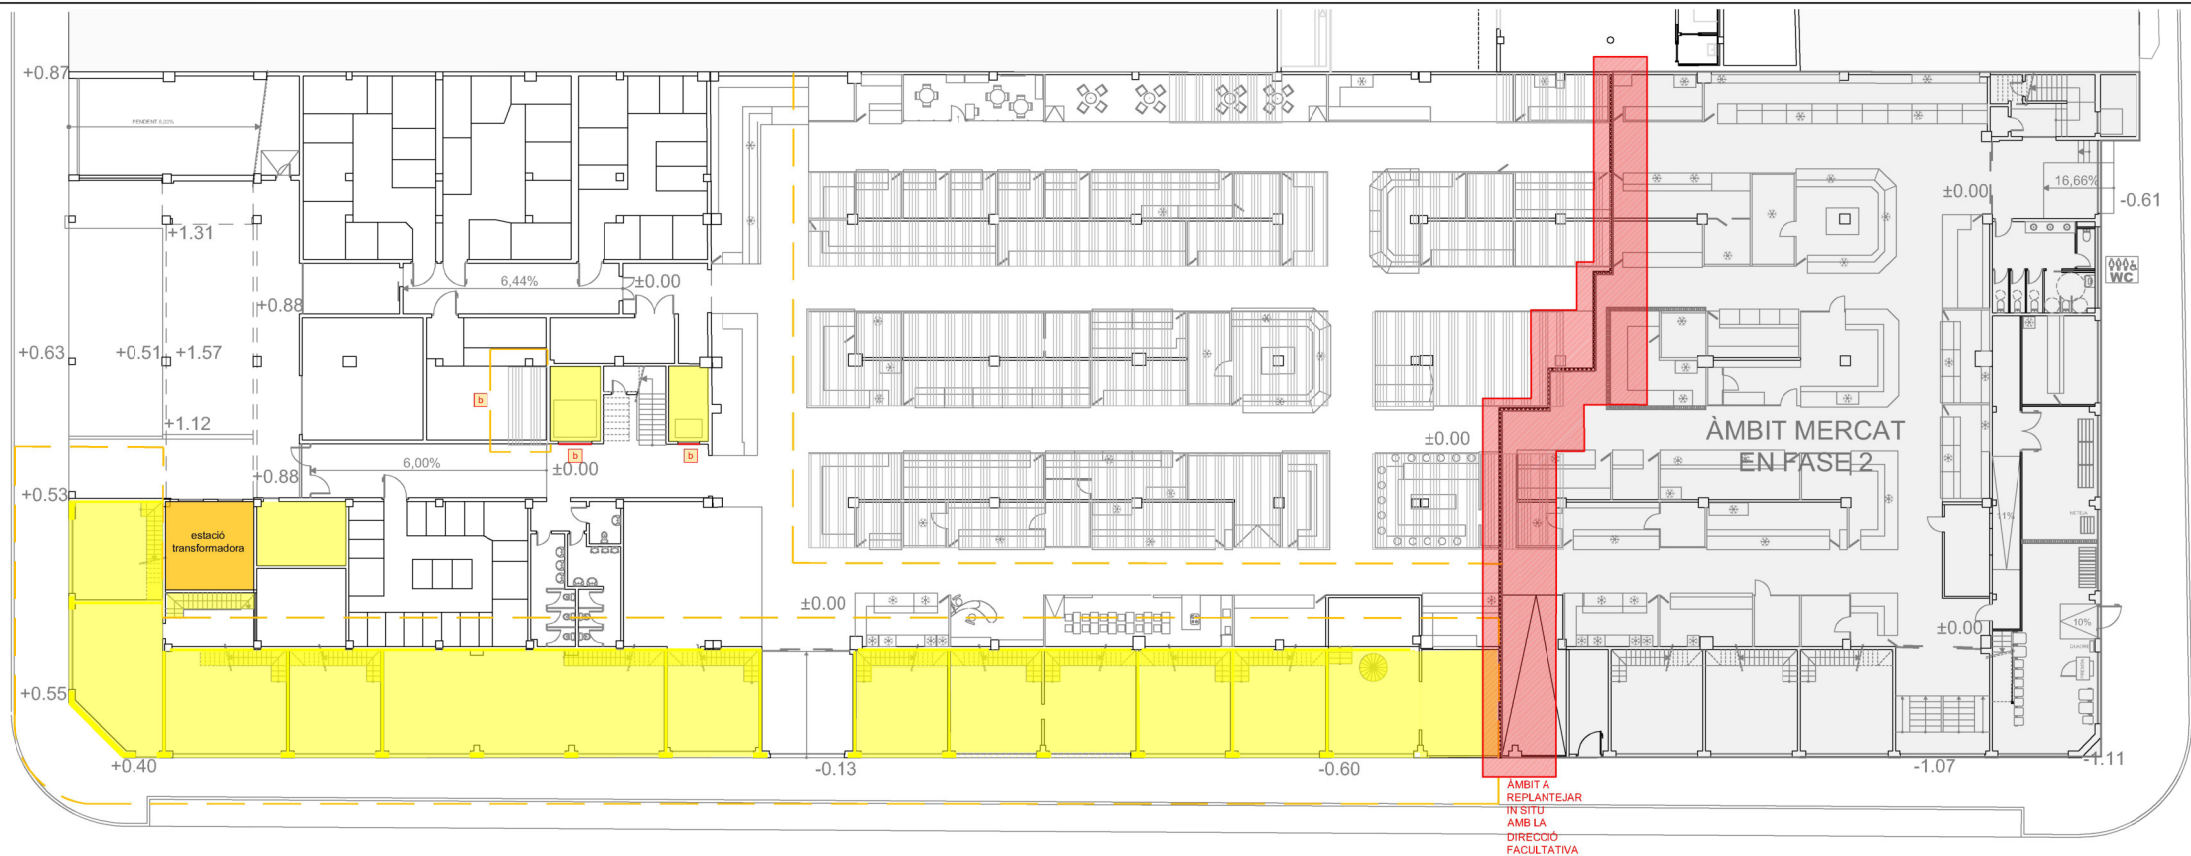 +0.87
PENDENT 6,00%
±0.00
16,66%
-0.61
+1.31
WC
6,44%
±0.00
+0.88
+0.63
+0.51
+1.57
b
+1.12
±0.00
ÀMBIT MERCAT
EN FASE 2
b
b
6,00%
±0.00
+0.88
+0.53
NETEJA
estació
transformadora
±0.00
±0.00
10%
QUADRE
+0.55
+0.40
-0.13
-0.60
-1.07
-1.11
ÀMBIT A
REPLANTEJAR
IN SITU
AMB LA
DIRECCIÓ
FACULTATIVA